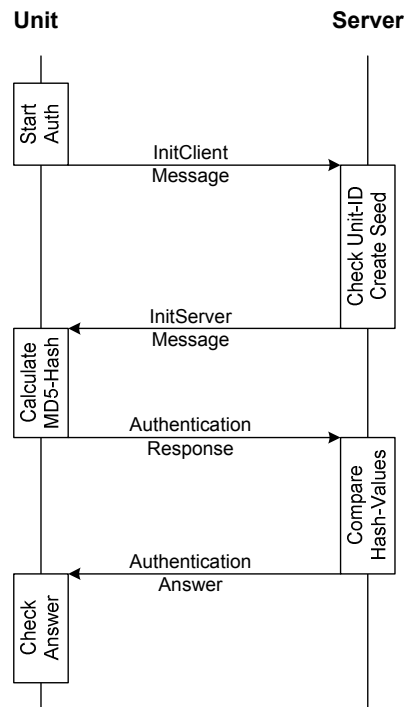 Unit
Server
Start
Auth
InitClient
Message
Check Unit-ID
Create Seed
InitServer
Message
Calculate
MD5-Hash
Authentication
Response
Compare
Hash-Values
Authentication
Answer
Check
Answer